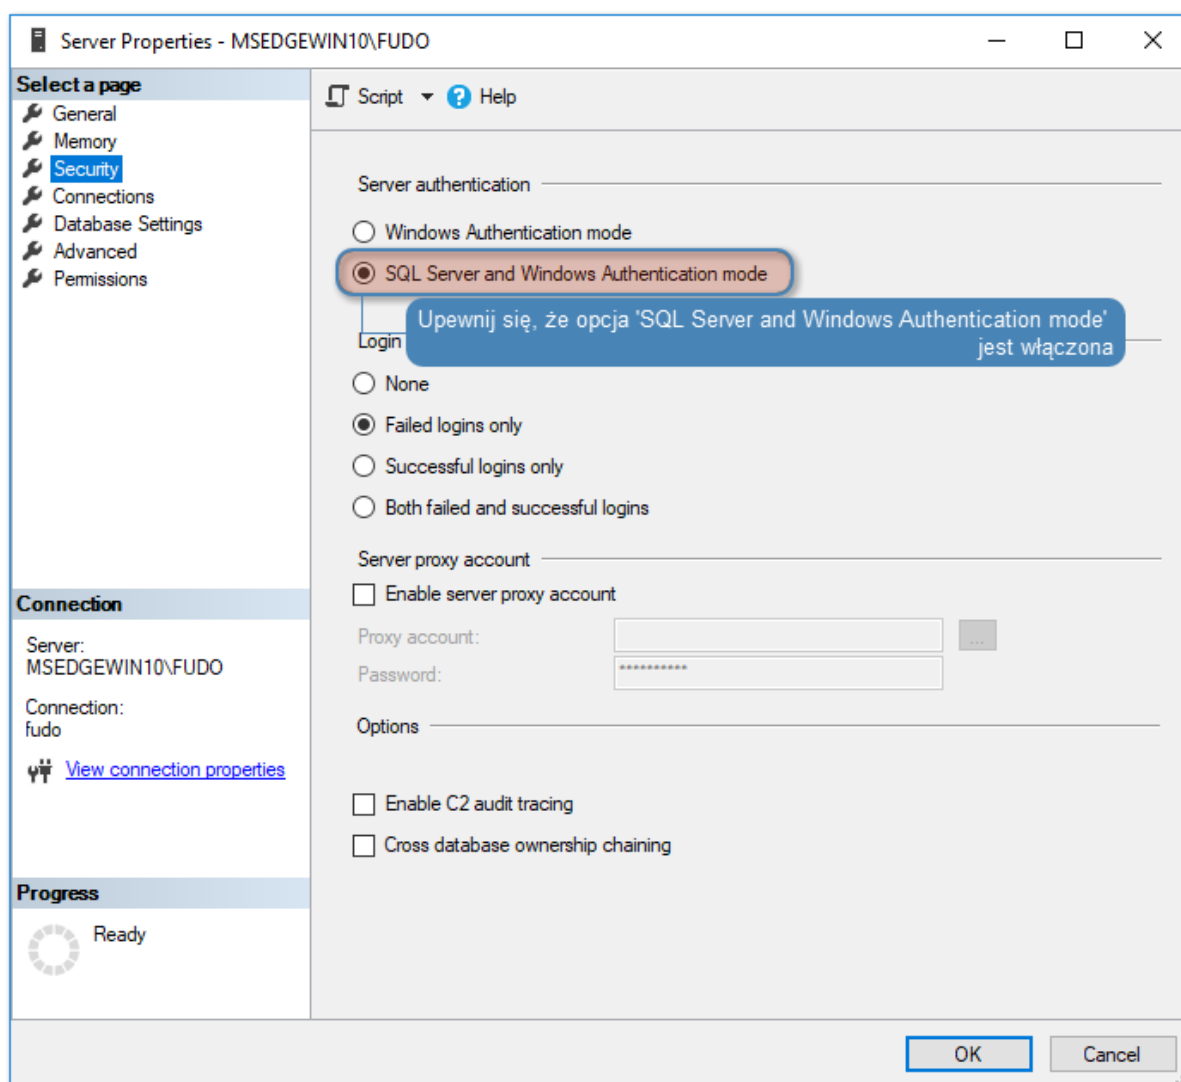 Server Properties - MSEDGEWIN10\FUDO
Select a page
General
Memory
Security
Connections
Database Settings
Advanced
Permissions
Script
Help
Server authentication
Windows Authentication mode
SQL Server and Windows Authentication mode
Upewnij się, że opcja 'SQL Server and Windows Authentication mode'
jest włączona
Login
None
Failed logins only
Successful logins only
Both failed and successful logins
Server proxy account
Enable server proxy account
Proxy account:
...
Password:
**********
Options
Enable C2 audit tracing
Cross database ownership chaining
Connection
Server:
MSEDGEWIN10\FUDO
Connection:
fudo
View connection properties
Progress
Ready
OK
Cancel